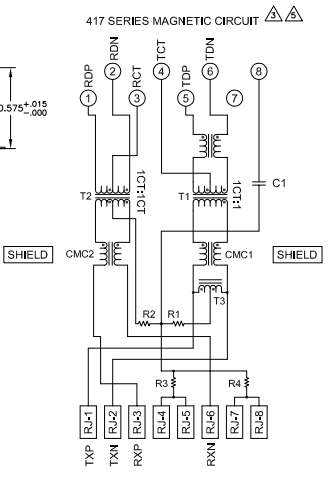 417 SERIES MAGNETIC CIRCUIT 3 5
0.575 +.015 -.000
RDP
RDN
RCT
TCT
TDP
TDN
1
2
3
4
5
6
7
8
T2
1CT:1CT
T1
1CT:1
C1
SHIELD
CMC2
CMC1
SHIELD
T3
R2
R1
R3
R4
RJ-1
RJ-2
RJ-3
RJ-4
RJ-5
RJ-6
RJ-7
RJ-8
TXP
TXN
RXP
RXN